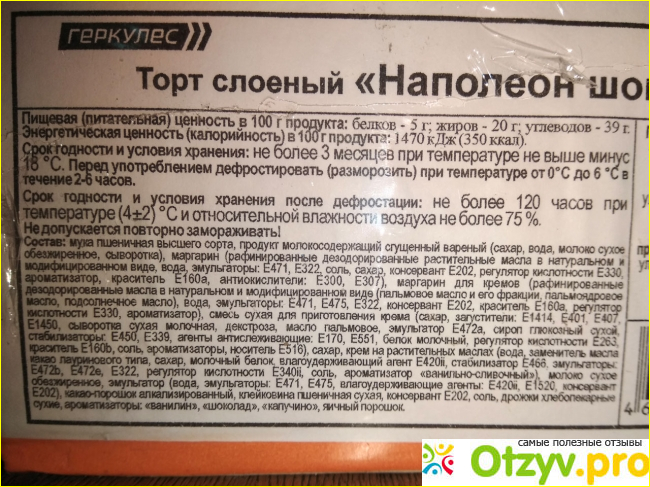 ГЕРКУЛЕС
Торт слоеный «Наполеон шо
Пищевая (питательная) ценность в 100 г продукта: белков - 5 г; жиров - 20 г; углеводов - 39 г.
Энергетическая ценность (калорийность) в 100 г продукта: 1470 кДж (350 ккал).
Срок годности и условия хранения: не более 3 месяцев при температуре не выше минус
18 °С. Перед употреблением дефростировать (разморозить) при температуре от 0°С до 6 °С в
течение 2-6 часов.
Срок годности и условия хранения после дефростации: не более 120 часов при
температуре (4±2) °С и относительной влажности воздуха не более 75 %.
Не допускается повторно замораживать!
Состав: мука пшеничная высшего сорта, продукт молокосодержащий сгущенный вареный (сахар, вода, молоко сухое
обезжиренное, сыворотка), маргарин (рафинированные дезодорированные растительные масла в натуральном и
модифицированном виде, вода, эмульгаторы: Е471, Е322, соль, сахар, консервант Е202, регулятор кислотности Е330,
ароматизатор, краситель Е160а, антиокислители: Е300, Е307), маргарин для кремов (рафинированные
дезодорированные масла в натуральном и модифицированном виде (пальмовое масло и его фракции, пальмоядровое
масло, подсолнечное масло), вода, эмульгаторы: Е471, Е475, Е322, консервант Е202, краситель Е160а, регулятор
кислотности Е330, ароматизатор), смесь сухая для приготовления крема (сахар, загустители: Е1414, Е401, Е407,
Е1450, сыворотка сухая молочная, декстроза, масло пальмовое, эмульгатор Е472а, сироп глюкозный сухой,
стабилизаторы: Е450, Е339, агенты антислеживающие: Е170, Е551, белок молочный, регулятор кислотности Е263,
краситель Е160b, соль, ароматизаторы, носитель Е516), сахар, крем на растительных маслах (вода, заменитель масла
какао лауринового типа, сахар, молочный белок, влагоудерживающий агент Е420ii, стабилизатор Е466, эмульгаторы:
Е472b, Е472е, Е322, регулятор кислотности Е340ii, соль, ароматизатор «ванильно-сливочный»), молоко сухое
обезжиренное, эмульгатор (вода, эмульгаторы: Е471, Е475, влагоудерживающие агенты: Е420ii, Е1520, консервант
Е202), какао-порошок алкализированный, клейковина пшеничная сухая, консервант Е202, соль, дрожжи хлебопекарные
сухие, ароматизаторы: «ванилин», «шоколад», «капучино», яичный порошок.
4 6
самые полезные отзывы
Otzyv.pro